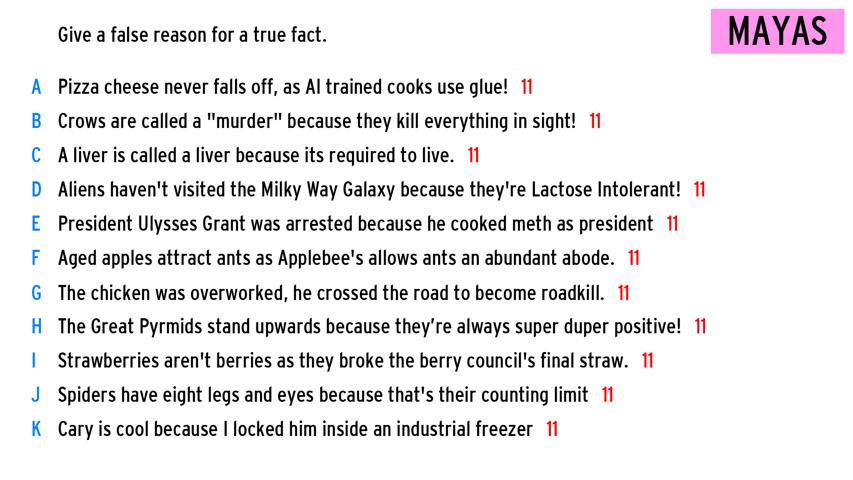 Give a false reason for a true fact.
MAYAS
A Pizza cheese never falls off, as AI trained cooks use glue! 11
B Crows are called a "murder" because they kill everything in sight! 11
C A liver is called a liver because its required to live. 11
D Aliens haven't visited the Milky Way Galaxy because they're Lactose Intolerant! 11
E President Ulysses Grant was arrested because he cooked meth as president 11
F Aged apples attract ants as Applebee's allows ants an abundant abode. 11
G The chicken was overworked, he crossed the road to become roadkill. 11
H The Great Pyrmids stand upwards because they’re always super duper positive! 11
I Strawberries aren't berries as they broke the berry council's final straw. 11
J Spiders have eight legs and eyes because that's their counting limit 11
K Cary is cool because I locked him inside an industrial freezer 11